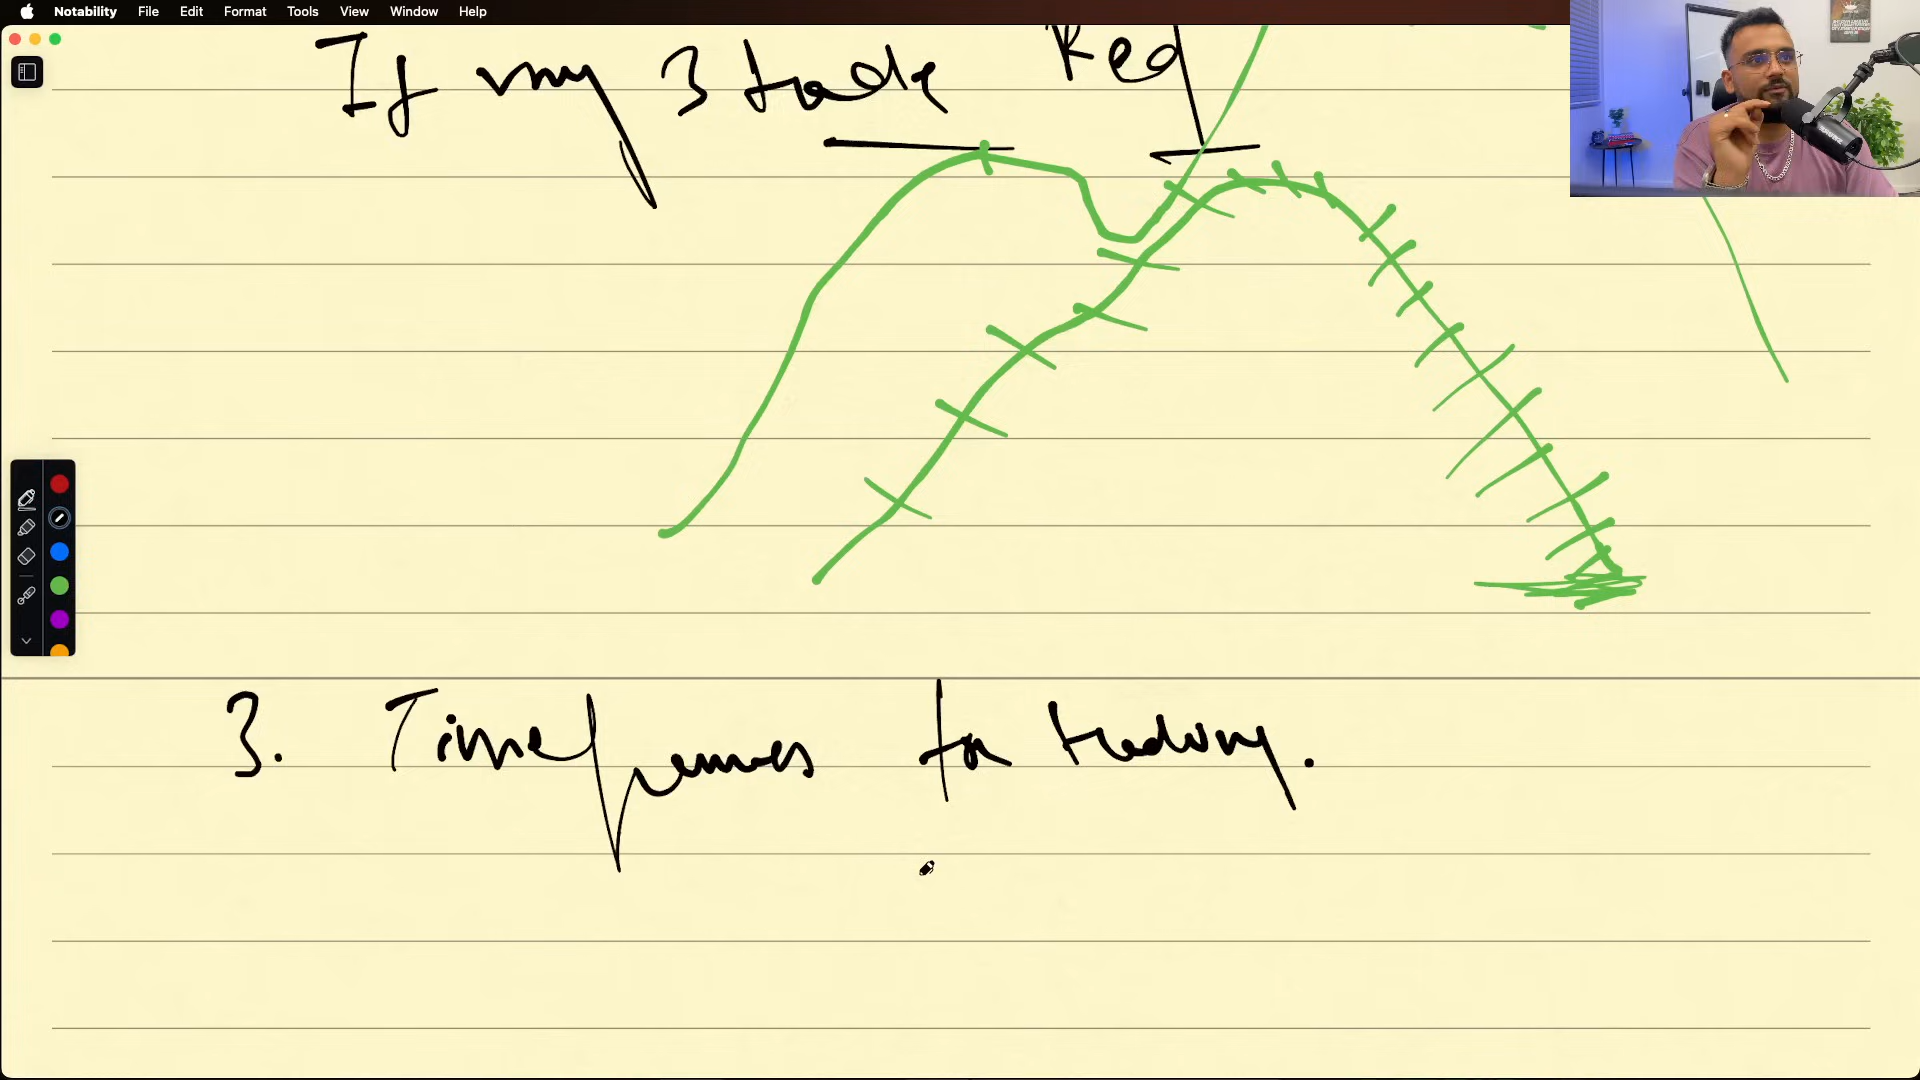 Notability File Edit Format Tools View Window Help
If my 3 trade Red
3. Timeframes for trading.